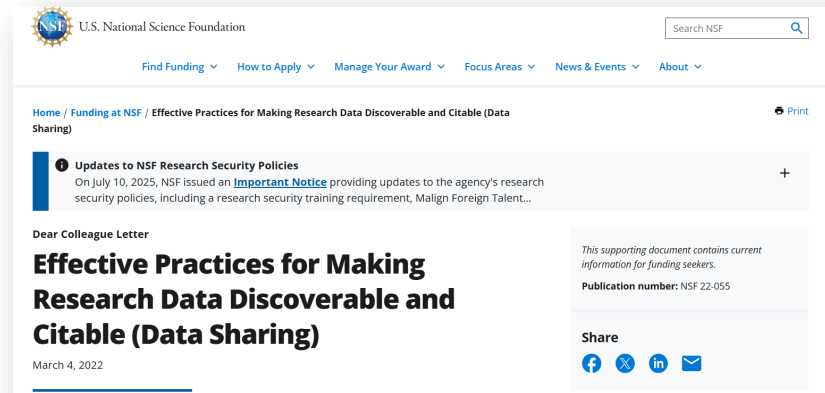 NSF
U.S. National Science Foundation
Search NSF
Find Funding
How to Apply
Manage Your Award
Focus Areas
News & Events
About
Home / Funding at NSF / Effective Practices for Making Research Data Discoverable and Citable (Data
Sharing)
Print
Updates to NSF Research Security Policies
On July 10, 2025, NSF issued an Important Notice providing updates to the agency's research
security policies, including a research security training requirement, Malign Foreign Talent...
+
Dear Colleague Letter
Effective Practices for Making
Research Data Discoverable and
Citable (Data Sharing)
March 4, 2022
This supporting document contains current
information for funding seekers.
Publication number: NSF 22-055
Share